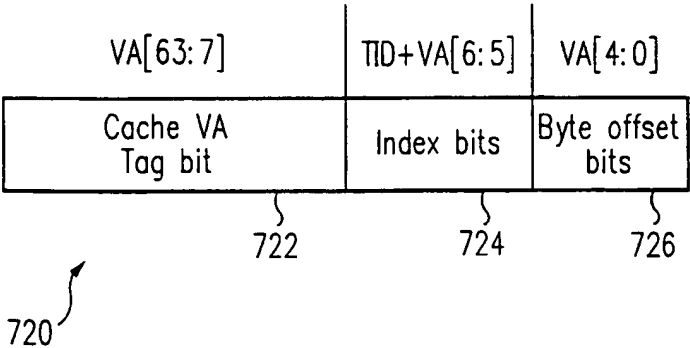 VA[63:7] TID+VA[6:5] VA[4:0]
Cache VA
Tag bit
Index bits
Byte offset
bits
722 724 726
720